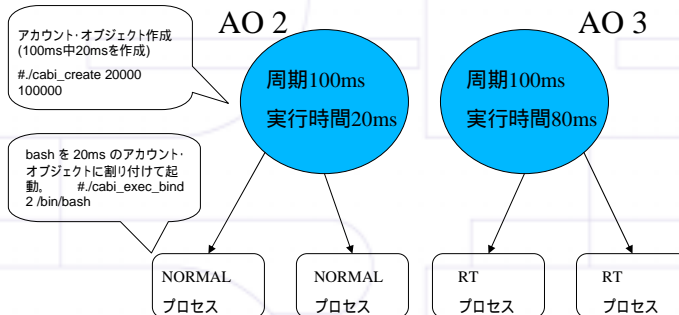 アカウント・オブジェクト作成
(100ms中20msを作成)
#./cabi_create 20000
100000
AO 2
周期100ms
実行時間20ms
AO 3
周期100ms
実行時間80ms
bash を 20ms のアカウント・
オブジェクトに割り付けて起
動。 #./cabi_exec_bind
2 /bin/bash
NORMAL
プロセス
NORMAL
プロセス
RT
プロセス
RT
プロセス